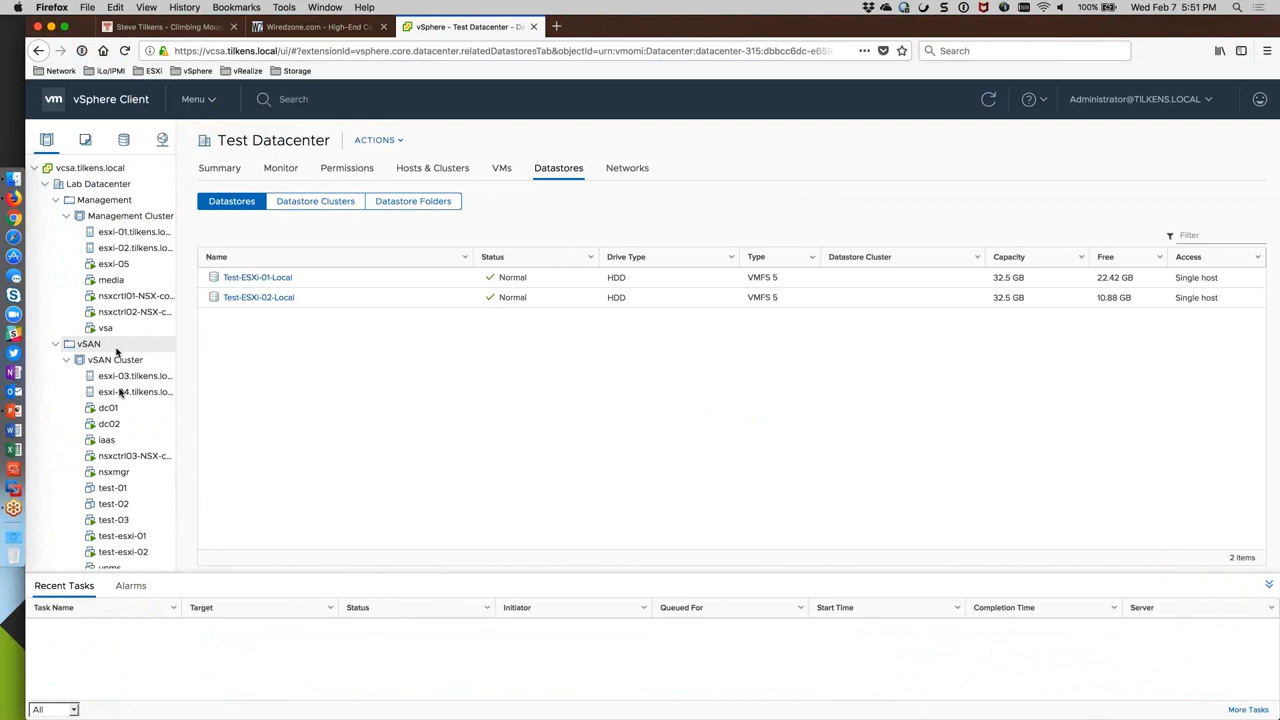 Firefox File Edit View History Bookmarks Tools Window Help
100% Wed Feb 7 5:51 PM
Steve Tilkens - Climbing Mou
Wiredzone.com - High-End Co
vSphere - Test Datacenter - D
https://vcsa.tilkens.local/ui/#?extensionId=vsphere.core.datacenter.relatedDatastoresTab&objectId=urn:vmomi:Datacenter:datacenter-315:dbbcc6dc-e658
Search
Network iLo/IPMI ESXi vSphere vRealize Storage
vm vSphere Client Menu Search Administrator@TILKENS.LOCAL
Test Datacenter ACTIONS
Summary Monitor Permissions Hosts & Clusters VMs Datastores Networks
Datastores Datastore Clusters Datastore Folders
Filter
Name Status Drive Type Type Datastore Cluster Capacity Free Access
Test-ESXi-01-Local Normal HDD VMFS 5 32.5 GB 22.42 GB Single host
Test-ESXi-02-Local Normal HDD VMFS 5 32.5 GB 10.88 GB Single host
2 items
vcsa.tilkens.local
Lab Datacenter
Management
Management Cluster
esxi-01.tilkens.lo...
esxi-02.tilkens.lo...
esxi-05
media
nsxcrtl01-NSX-co...
nsxctrl02-NSX-c...
vsa
vSAN
vSAN Cluster
esxi-03.tilkens.lo...
esxi-04.tilkens.lo...
dc01
dc02
iaas
nsxctrl03-NSX-c...
nsxmgr
test-01
test-02
test-03
test-esxi-01
test-esxi-02
Recent Tasks Alarms
Task Name Target Status Initiator Queued For Start Time Completion Time Server
All
More Tasks